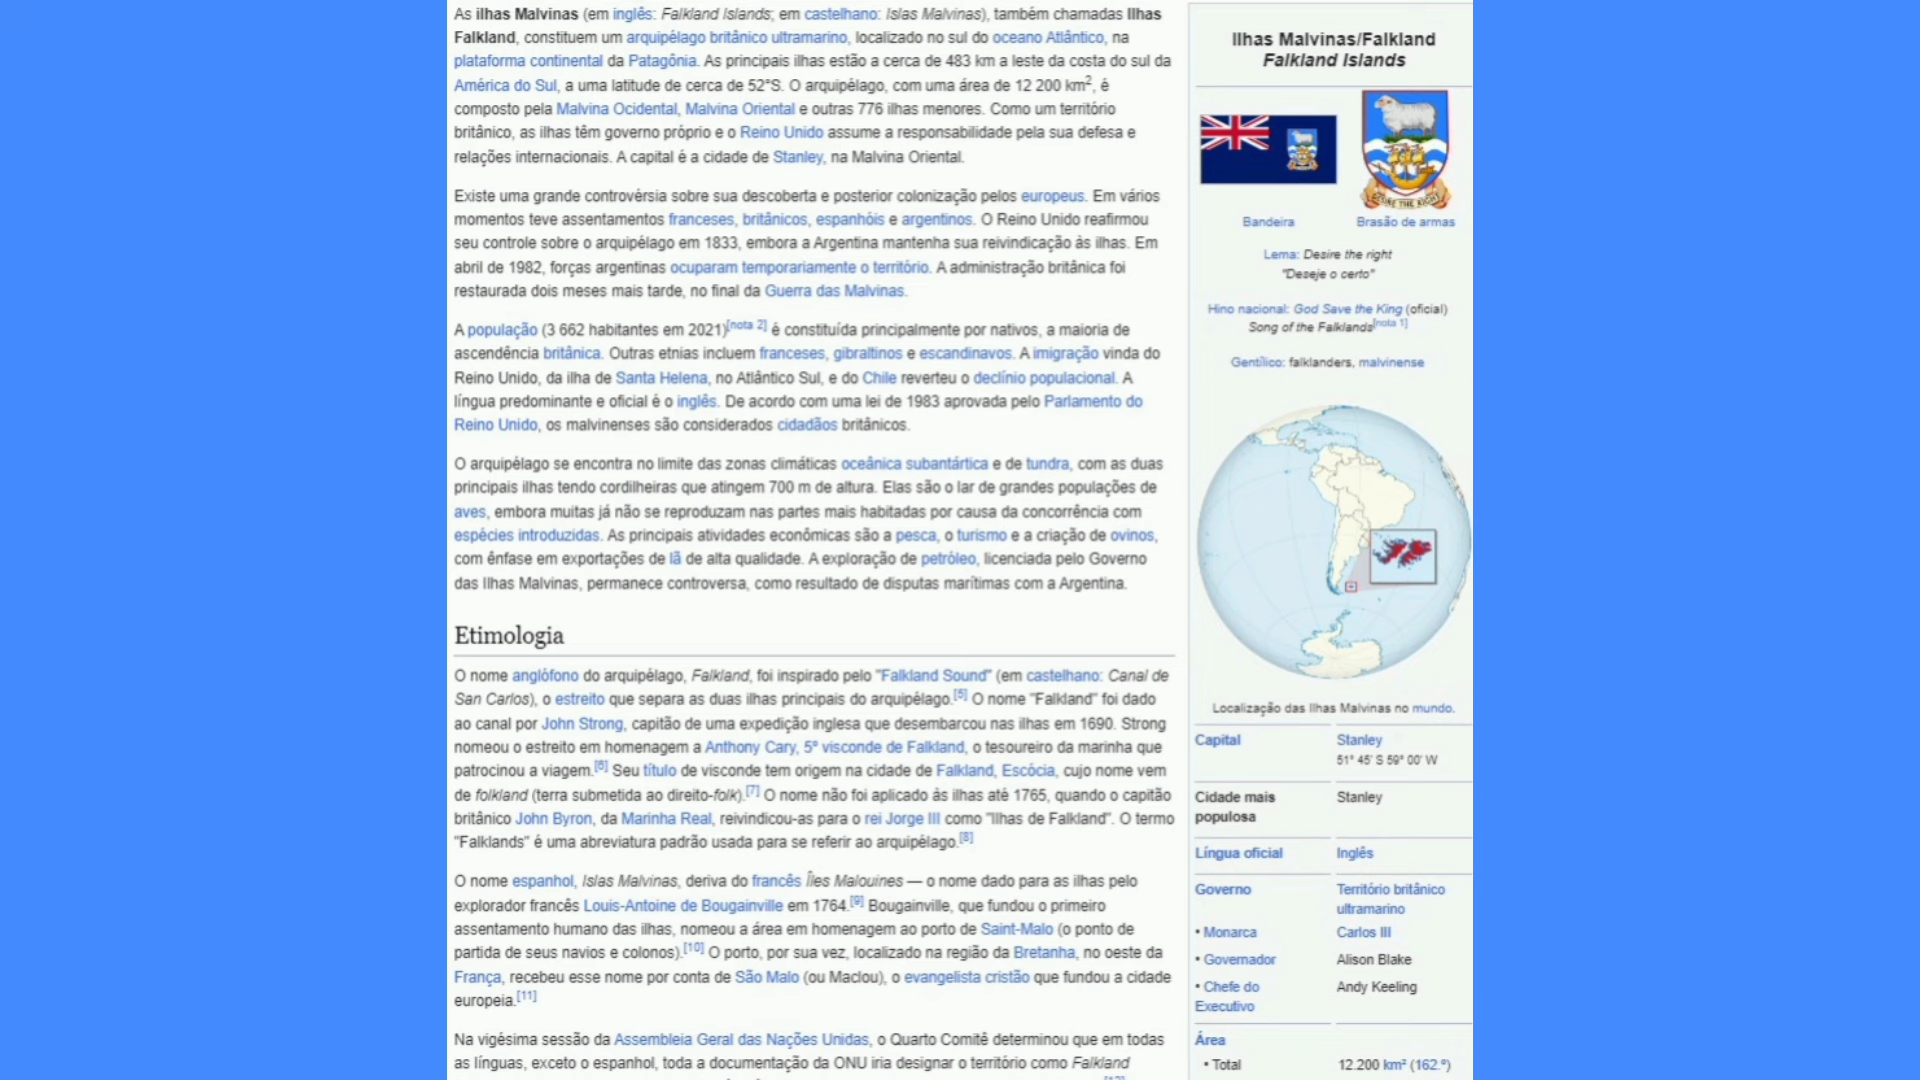 As ilhas Malvinas (em inglês: Falkland Islands; em castelhano: Islas Malvinas), também chamadas Ilhas
Falkland, constituem um arquipélago britânico ultramarino, localizado no sul do oceano Atlântico, na
plataforma continental da Patagônia. As principais ilhas estão a cerca de 483 km a leste da costa do sul da
América do Sul, a uma latitude de cerca de 52°S. O arquipélago, com uma área de 12 200 km², é
composto pela Malvina Ocidental, Malvina Oriental e outras 776 ilhas menores. Como um território
britânico, as ilhas têm governo próprio e o Reino Unido assume a responsabilidade pela sua defesa e
relações internacionais. A capital é a cidade de Stanley, na Malvina Oriental.
Existe uma grande controvérsia sobre sua descoberta e posterior colonização pelos europeus. Em vários
momentos teve assentamentos franceses, britânicos, espanhóis e argentinos. O Reino Unido reafirmou
seu controle sobre o arquipélago em 1833, embora a Argentina mantenha sua reivindicação às ilhas. Em
abril de 1982, forças argentinas ocuparam temporariamente o território. A administração britânica foi
restaurada dois meses mais tarde, no final da Guerra das Malvinas.
A população (3 662 habitantes em 2021)[nota 2] é constituída principalmente por nativos, a maioria de
ascendência britânica. Outras etnias incluem franceses, gibraltinos e escandinavos. A imigração vinda do
Reino Unido, da ilha de Santa Helena, no Atlântico Sul, e do Chile reverteu o declínio populacional. A
língua predominante e oficial é o inglês. De acordo com uma lei de 1983 aprovada pelo Parlamento do
Reino Unido, os malvinenses são considerados cidadãos britânicos.
O arquipélago se encontra no limite das zonas climáticas oceânica subantártica e de tundra, com as duas
principais ilhas tendo cordilheiras que atingem 700 m de altura. Elas são o lar de grandes populações de
aves, embora muitas já não se reproduzam nas partes mais habitadas por causa da concorrência com
espécies introduzidas. As principais atividades econômicas são a pesca, o turismo e a criação de ovinos,
com ênfase em exportações de lã de alta qualidade. A exploração de petróleo, licenciada pelo Governo
das Ilhas Malvinas, permanece controversa, como resultado de disputas marítimas com a Argentina.
Etimologia
O nome anglófono do arquipélago, Falkland, foi inspirado pelo "Falkland Sound" (em castelhano: Canal de
San Carlos), o estreito que separa as duas ilhas principais do arquipélago.[5] O nome "Falkland" foi dado
ao canal por John Strong, capitão de uma expedição inglesa que desembarcou nas ilhas em 1690. Strong
nomeou o estreito em homenagem a Anthony Cary, 5º visconde de Falkland, o tesoureiro da marinha que
patrocinou a viagem.[6] Seu título de visconde tem origem na cidade de Falkland, Escócia, cujo nome vem
de folkland (terra submetida ao direito-folk).[7] O nome não foi aplicado às ilhas até 1765, quando o capitão
britânico John Byron, da Marinha Real, reivindicou-as para o rei Jorge III como "Ilhas de Falkland". O termo
"Falklands" é uma abreviatura padrão usada para se referir ao arquipélago.[8]
O nome espanhol, Islas Malvinas, deriva do francês Îles Malouines — o nome dado para as ilhas pelo
explorador francês Louis-Antoine de Bougainville em 1764.[9] Bougainville, que fundou o primeiro
assentamento humano das ilhas, nomeou a área em homenagem ao porto de Saint-Malo (o ponto de
partida de seus navios e colonos).[10] O porto, por sua vez, localizado na região da Bretanha, no oeste da
França, recebeu esse nome por conta de São Malo (ou Maclou), o evangelista cristão que fundou a cidade
europeia.[11]
Na vigésima sessão da Assembleia Geral das Nações Unidas, o Quarto Comitê determinou que em todas
as línguas, exceto o espanhol, toda a documentação da ONU iria designar o território como Falkland
Ilhas Malvinas/Falkland
Falkland Islands
DESIRE THE RIGHT
Bandeira
Brasão de armas
Lema: Desire the right
"Deseje o certo"
Hino nacional: God Save the King (oficial)
Song of the Falklands[nota 1]
Gentílico: falklanders, malvinense
Localização das Ilhas Malvinas no mundo.
Capital
Stanley
51° 45' S 59° 00' W
Cidade mais
populosa
Stanley
Língua oficial
Inglês
Governo
Território britânico
ultramarino
• Monarca
Carlos III
• Governador
Alison Blake
• Chefe do
Executivo
Andy Keeling
Área
• Total
12.200 km² (162.º)